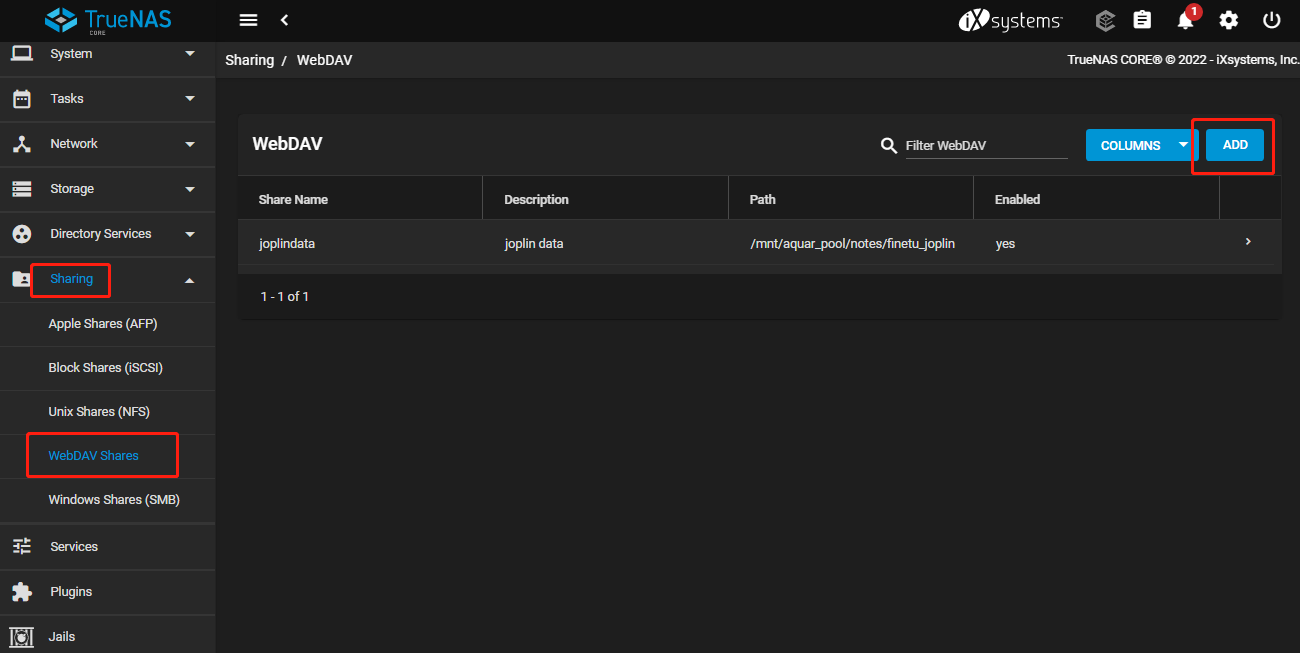 TrueNAS
CORE
iXsystems
1
System
Sharing / WebDAV
TrueNAS CORE® © 2022 - iXsystems, Inc.
Tasks
Network
Storage
Directory Services
Sharing
Apple Shares (AFP)
Block Shares (iSCSI)
Unix Shares (NFS)
WebDAV Shares
Windows Shares (SMB)
Services
Plugins
Jails
WebDAV
Filter WebDAV
COLUMNS
ADD
Share Name Description Path Enabled
joplindata joplin data /mnt/aquar_pool/notes/finetu_joplin yes
1 - 1 of 1